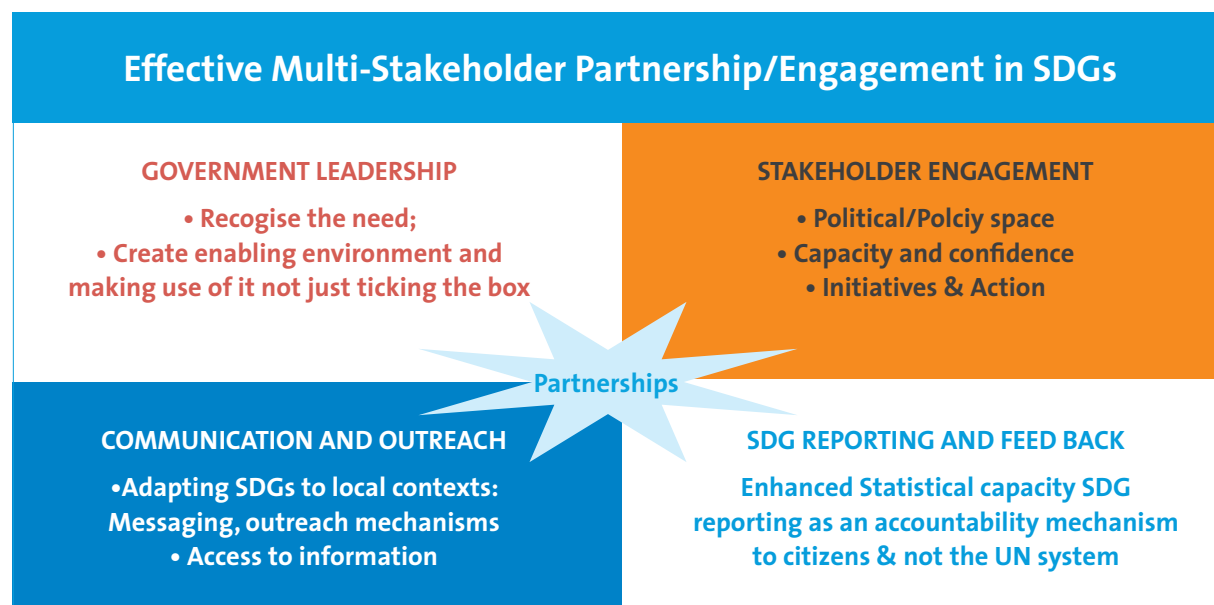 Effective Multi-Stakeholder Partnership/Engagement in SDGs
GOVERNMENT LEADERSHIP
• Recogise the need;
• Create enabling environment and
making use of it not just ticking the box
STAKEHOLDER ENGAGEMENT
• Political/Polciy space
• Capacity and confidence
• Initiatives & Action
Partnerships
COMMUNICATION AND OUTREACH
•Adapting SDGs to local contexts:
Messaging, outreach mechanisms
• Access to information
SDG REPORTING AND FEED BACK
Enhanced Statistical capacity SDG
reporting as an accountability mechanism
to citizens & not the UN system